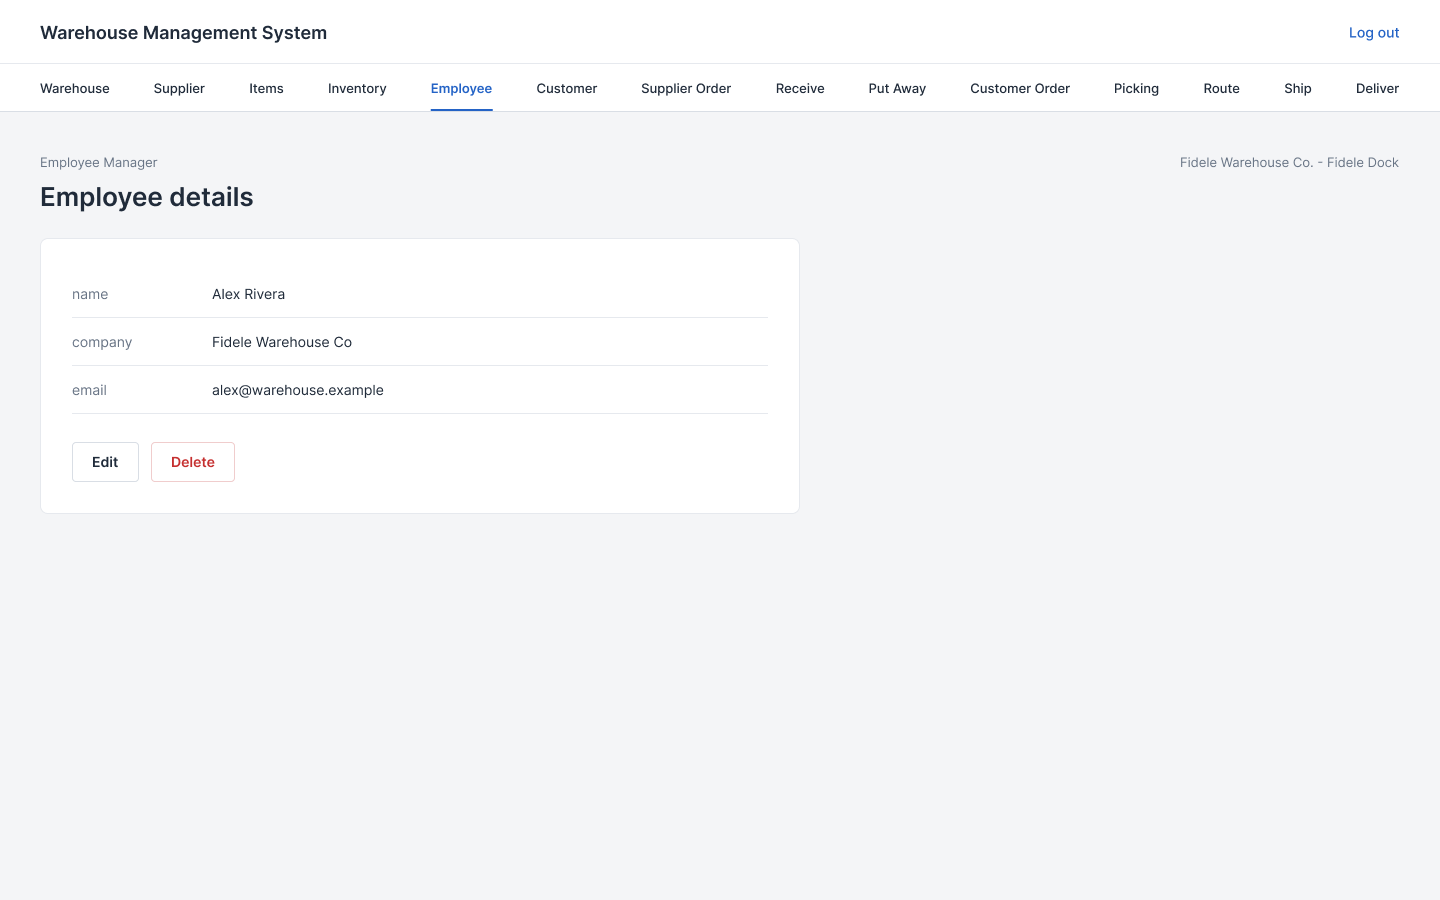 Warehouse Management System
Log out
Warehouse Supplier Items Inventory Employee Customer Supplier Order Receive Put Away Customer Order Picking Route Ship Deliver
Employee Manager
Fidele Warehouse Co. - Fidele Dock
Employee details
name Alex Rivera
company Fidele Warehouse Co
email alex@warehouse.example
Edit Delete